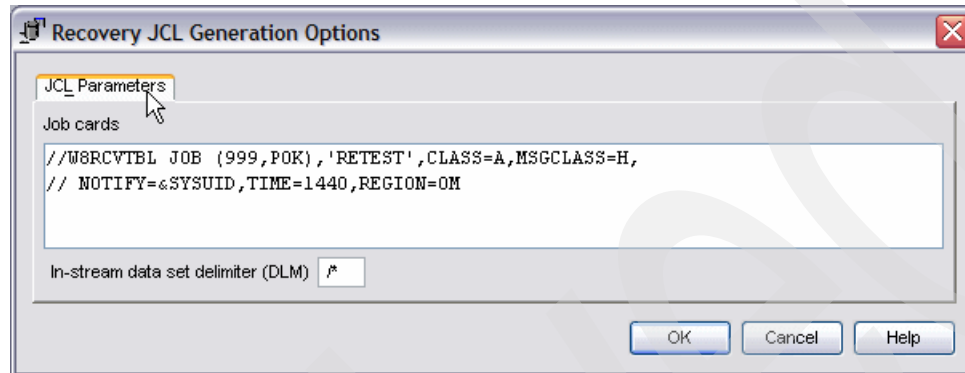 Recovery JCL Generation Options
JCL Parameters
Job cards
//W8RCVTBL JOB (999,POK),'RETEST',CLASS=A,MSGCLASS=H,
// NOTIFY=&SYSUID,TIME=1440,REGION=0M
In-stream data set delimiter (DLM) /*
OK Cancel Help